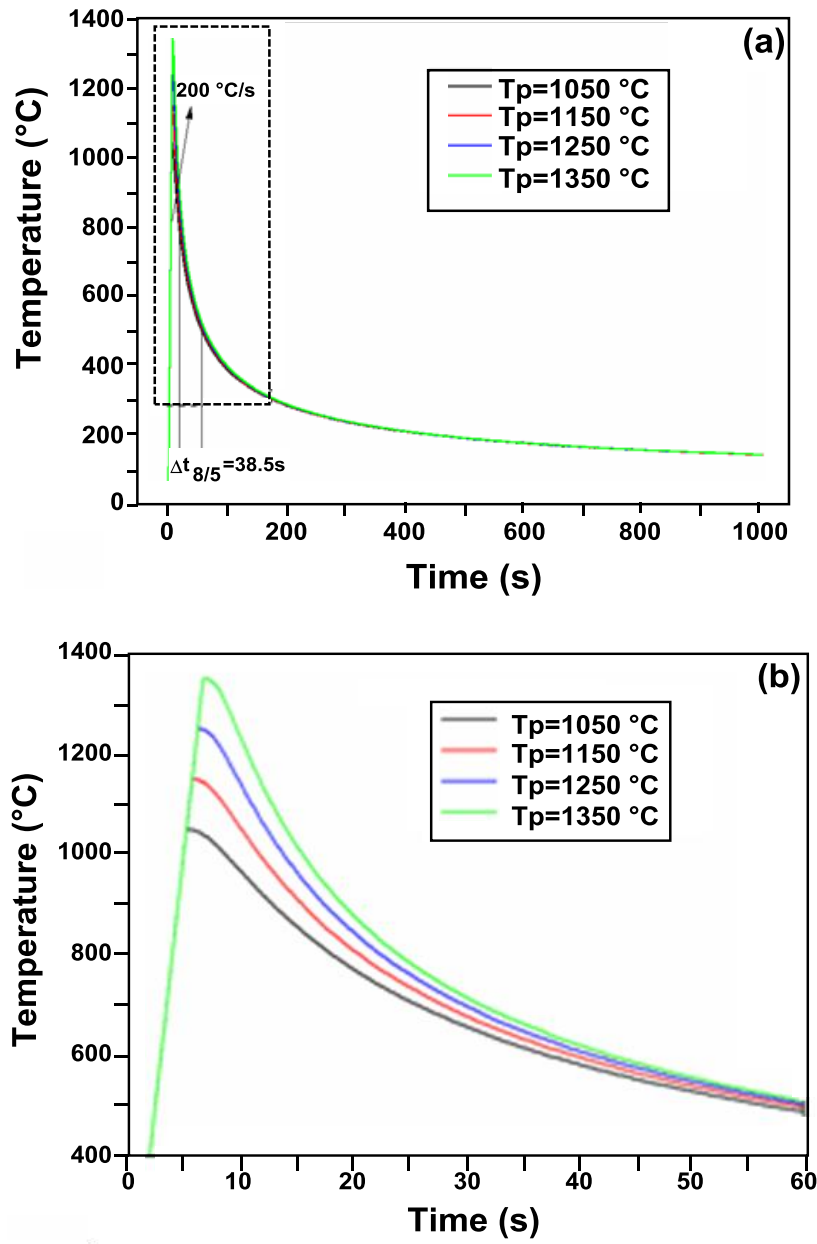 (a)
1400
1200
1000
800
600
400
200
0
Temperature (°C)
200 °C/s
Tp=1050 °C
Tp=1150 °C
Tp=1250 °C
Tp=1350 °C
Δt 8/5=38.5s
0 200 400 600 800 1000
Time (s)
(b)
1400
1200
1000
800
600
400
Temperature (°C)
Tp=1050 °C
Tp=1150 °C
Tp=1250 °C
Tp=1350 °C
0 10 20 30 40 50 60
Time (s)